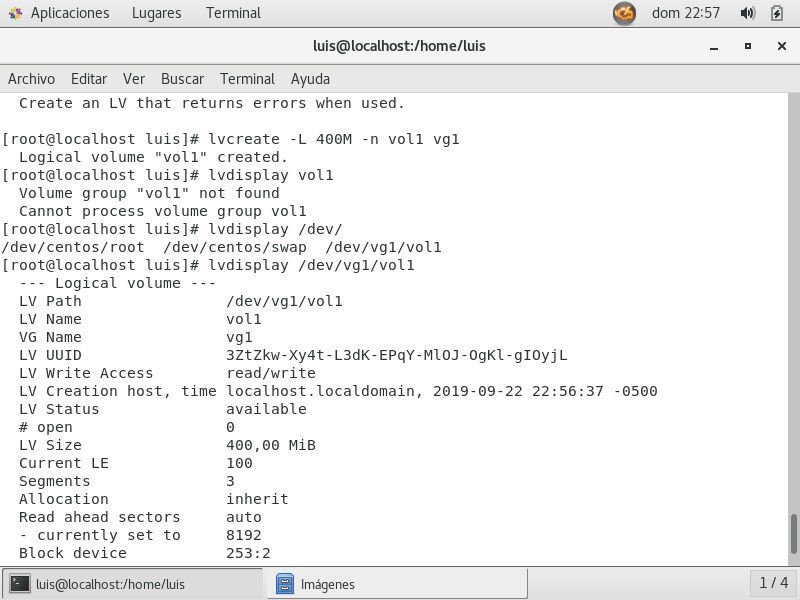 Aplicaciones Lugares Terminal dom 22:57
luis@localhost:/home/luis
Archivo Editar Ver Buscar Terminal Ayuda
Create an LV that returns errors when used.
[root@localhost luis]# lvcreate -L 400M -n vol1 vg1
Logical volume "vol1" created.
[root@localhost luis]# lvdisplay vol1
Volume group "vol1" not found
Cannot process volume group vol1
[root@localhost luis]# lvdisplay /dev/
/dev/centos/root /dev/centos/swap /dev/vg1/vol1
[root@localhost luis]# lvdisplay /dev/vg1/vol1
--- Logical volume ---
LV Path /dev/vg1/vol1
LV Name vol1
VG Name vg1
LV UUID 3ZtZkw-Xy4t-L3dK-EPqY-MlOJ-OgKl-gIOyjL
LV Write Access read/write
LV Creation host, time localhost.localdomain, 2019-09-22 22:56:37 -0500
LV Status available
# open 0
LV Size 400,00 MiB
Current LE 100
Segments 3
Allocation inherit
Read ahead sectors auto
- currently set to 8192
Block device 253:2
luis@localhost:/home/luis Imágenes 1 / 4